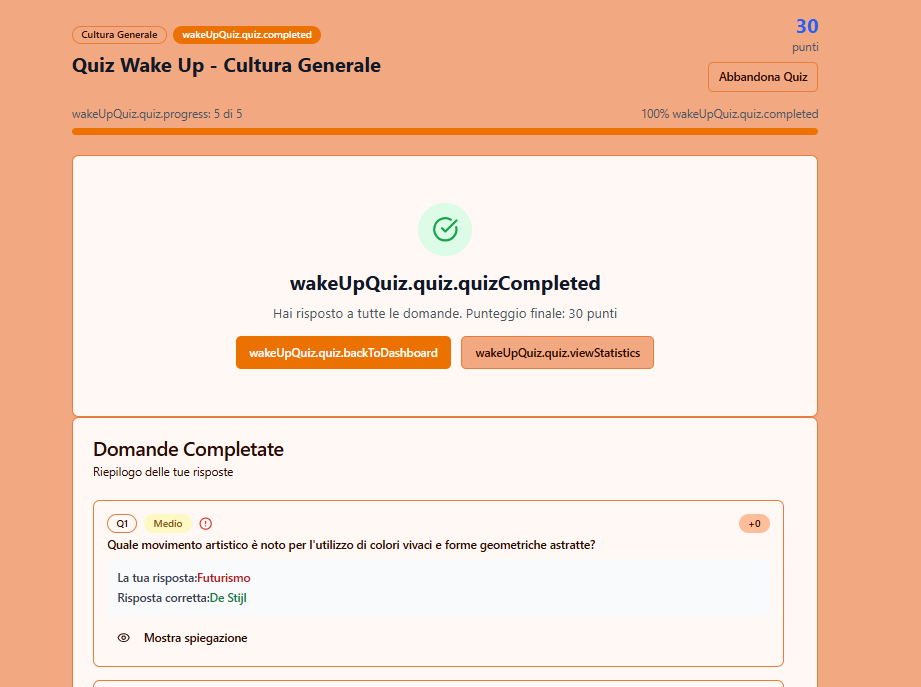 Cultura Generale wakeUpQuiz.quiz.completed
30
punti
Quiz Wake Up - Cultura Generale
Abbandona Quiz
wakeUpQuiz.quiz.progress: 5 di 5
100% wakeUpQuiz.quiz.completed
wakeUpQuiz.quiz.quizCompleted
Hai risposto a tutte le domande. Punteggio finale: 30 punti
wakeUpQuiz.quiz.backToDashboard
wakeUpQuiz.quiz.viewStatistics
Domande Completate
Riepilogo delle tue risposte
Q1 Medio +0
Quale movimento artistico è noto per l'utilizzo di colori vivaci e forme geometriche astratte?
La tua risposta:Futurismo
Risposta corretta:De Stijl
Mostra spiegazione